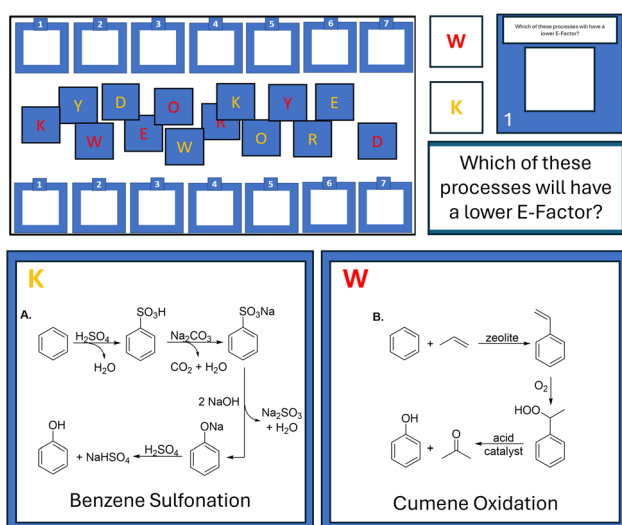 1 2 3 4 5 6 7
K Y D O K Y E
W E W R O R D
1 2 3 4 5 6 7
W
K
Which of these processes will have a
lower E-Factor?
1
Which of these
processes will have
a lower E-Factor?
K
A.
SO₃H
SO₃Na
H₂SO₄
H₂O
Na₂CO₃
CO₂ + H₂O
2 NaOH
Na₂SO₃
+ H₂O
OH
ONa
+ NaHSO₄
H₂SO₄
Benzene Sulfonation
W
B.
+
zeolite
O₂
HOO
OH
+
O
acid
catalyst
Cumene Oxidation